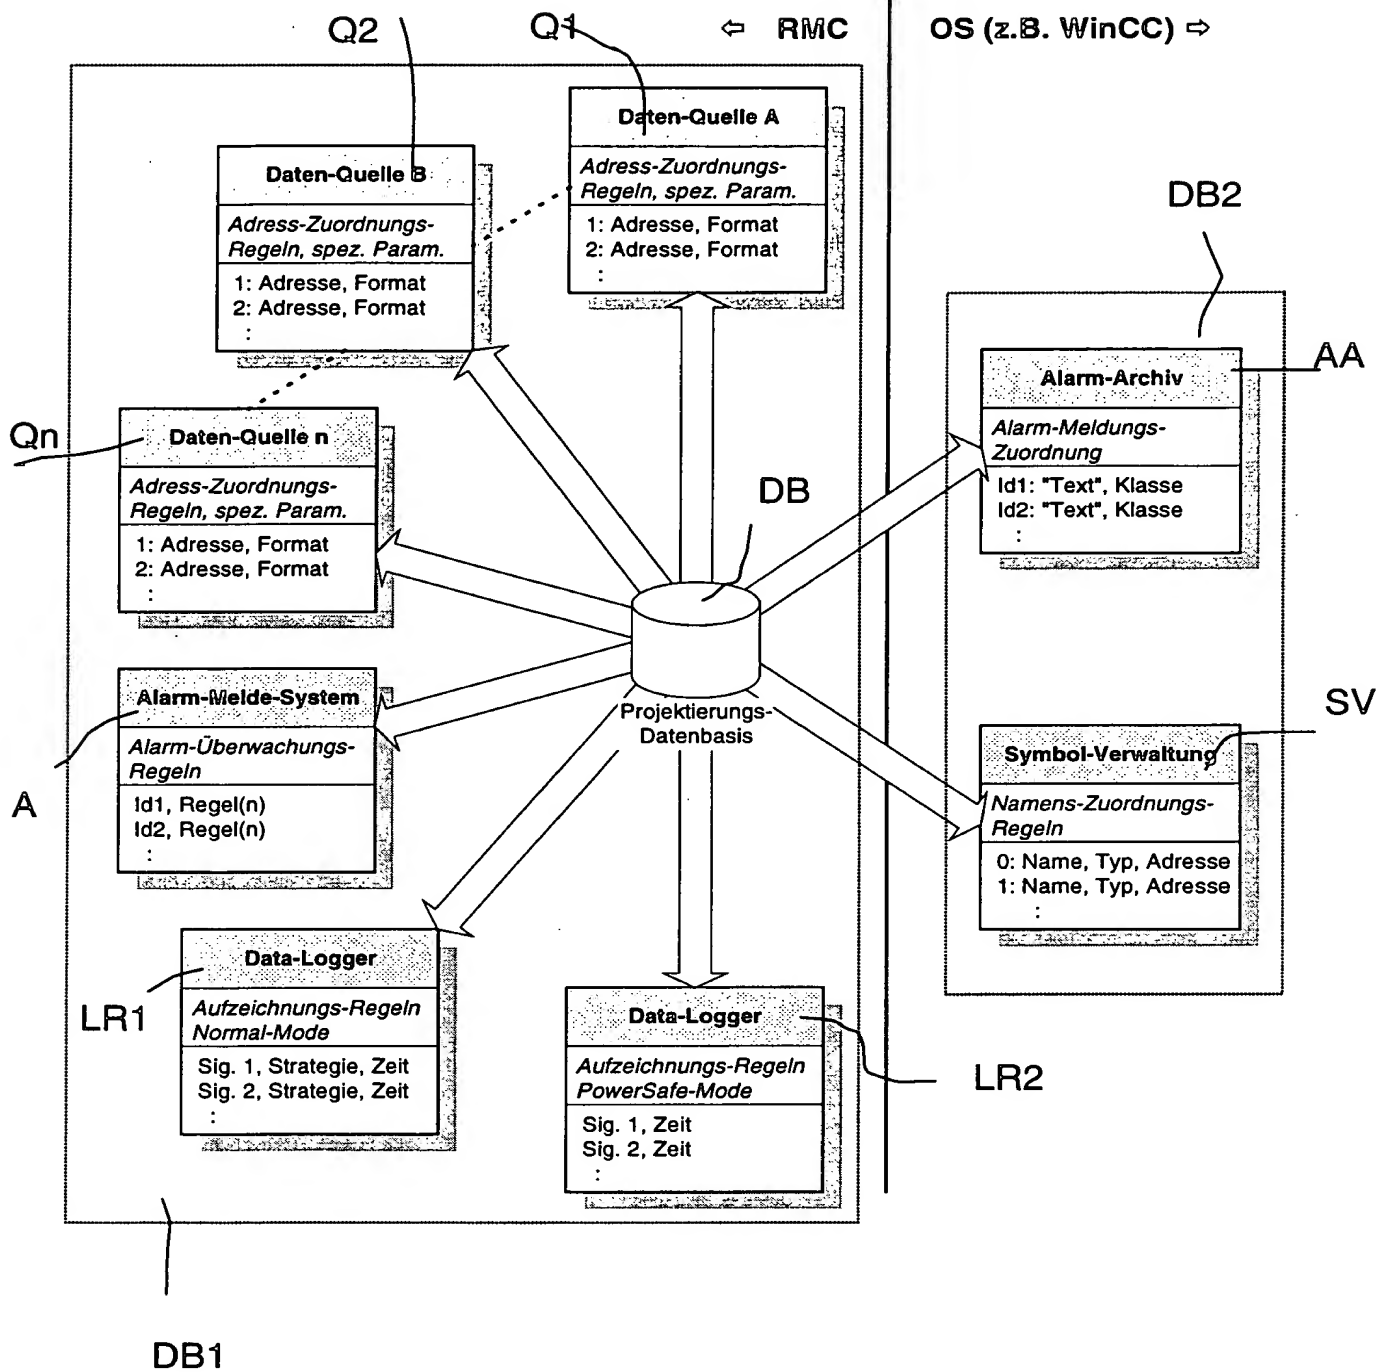 Q2
Q1
⇦ RMC
OS (z.B. WinCC) ⇨
Daten-Quelle A
Adress-Zuordnungs-
Regeln, spez. Param.
1: Adresse, Format
2: Adresse, Format
:
Daten-Quelle B
Adress-Zuordnungs-
Regeln, spez. Param.
1: Adresse, Format
2: Adresse, Format
:
DB2
AA
Alarm-Archiv
Alarm-Meldungs-
Zuordnung
Id1: "Text", Klasse
Id2: "Text", Klasse
:
Qn
Daten-Quelle n
Adress-Zuordnungs-
Regeln, spez. Param.
1: Adresse, Format
2: Adresse, Format
:
DB
Projektierungs-
Datenbasis
A
Alarm-Melde-System
Alarm-Überwachungs-
Regeln
Id1, Regel(n)
Id2, Regel(n)
:
SV
Symbol-Verwaltung
Namens-Zuordnungs-
Regeln
0: Name, Typ, Adresse
1: Name, Typ, Adresse
:
LR1
Data-Logger
Aufzeichnungs-Regeln
Normal-Mode
Sig. 1, Strategie, Zeit
Sig. 2, Strategie, Zeit
:
Data-Logger
Aufzeichnungs-Regeln
PowerSafe-Mode
Sig. 1, Zeit
Sig. 2, Zeit
:
LR2
DB1